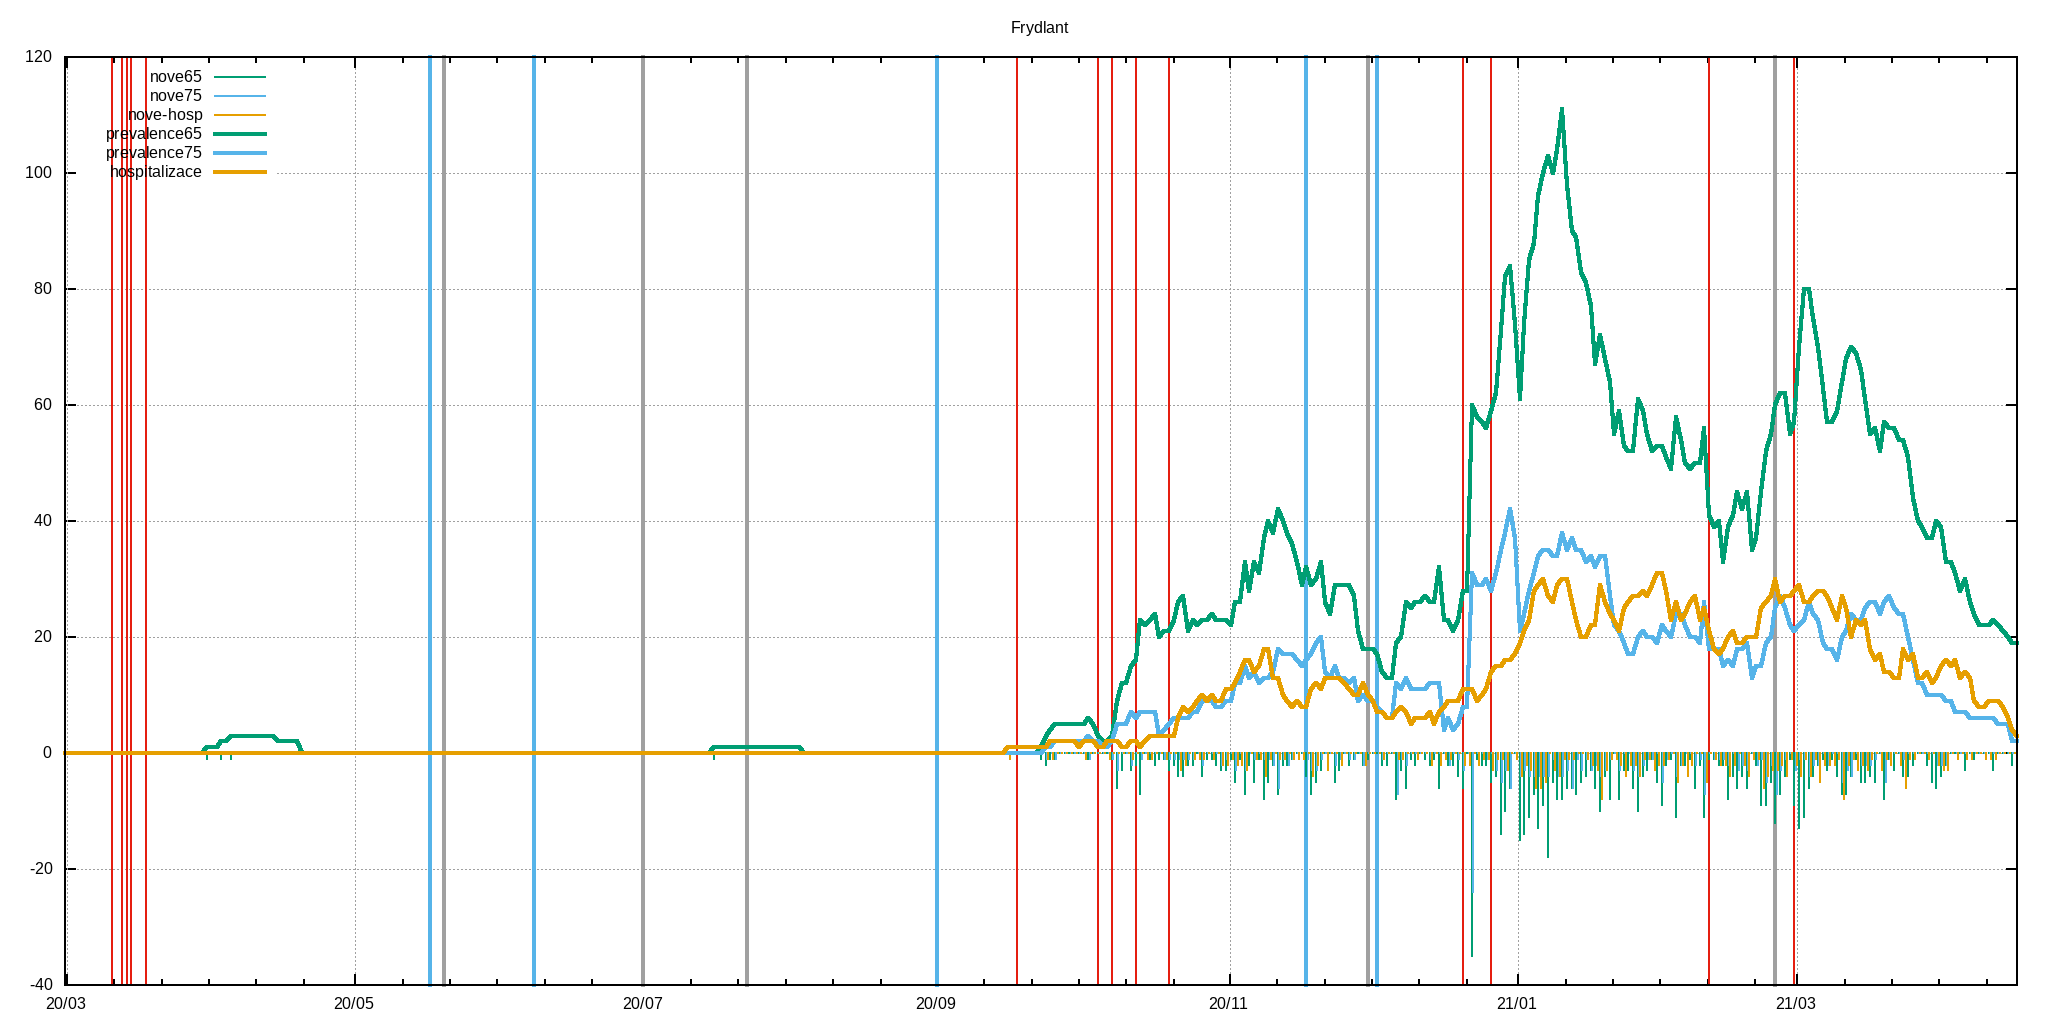 Frydlant
120
nove65
nove75
nove-hosp
prevalence65
prevalence75
hospitalizace
100
80
60
40
20
0
-20
-40
20/03 20/05 20/07 20/09 20/11 21/01 21/03